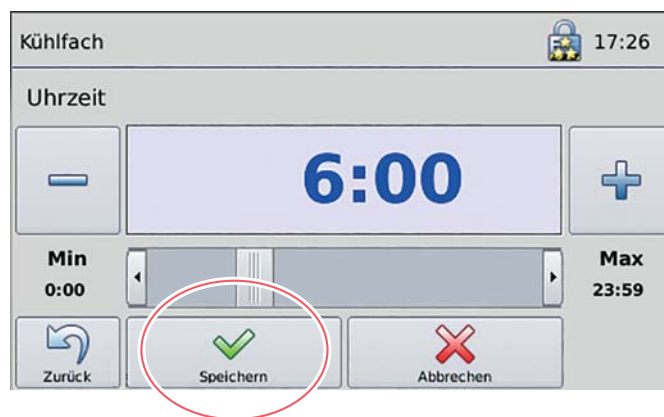 Kühlfach 17:26
Uhrzeit
6:00
Min Max
0:00 23:59
Zurück Speichern Abbrechen